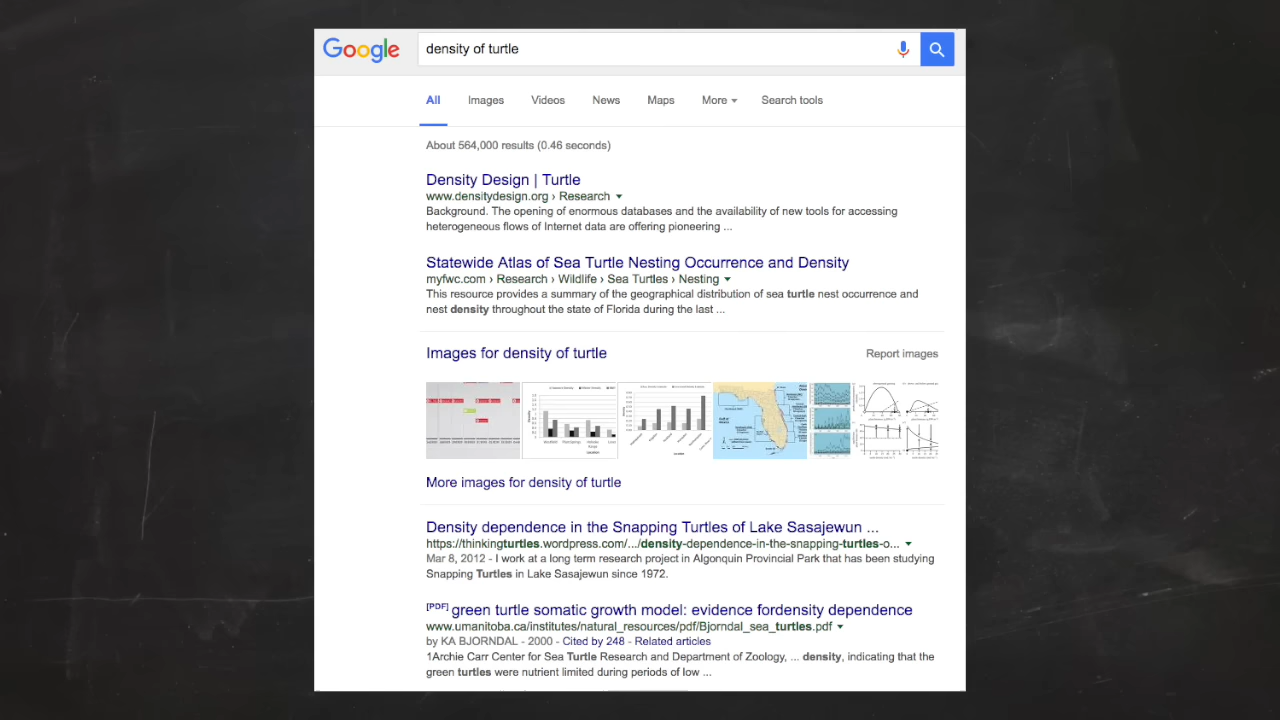 Google
density of turtle
All Images Videos News Maps More Search tools
About 564,000 results (0.46 seconds)
Density Design | Turtle
www.densitydesign.org › Research
Background. The opening of enormous databases and the availability of new tools for accessing
heterogeneous flows of Internet data are offering pioneering ...
Statewide Atlas of Sea Turtle Nesting Occurrence and Density
myfwc.com › Research › Wildlife › Sea Turtles › Nesting
This resource provides a summary of the geographical distribution of sea turtle nest occurrence and
nest density throughout the state of Florida during the last ...
Images for density of turtle
Report images
More images for density of turtle
Density dependence in the Snapping Turtles of Lake Sasajewun ...
https://thinkingturtles.wordpress.com/.../density-dependence-in-the-snapping-turtles-o...
Mar 8, 2012 - I work at a long term research project in Algonquin Provincial Park that has been studying
Snapping Turtles in Lake Sasajewun since 1972.
[PDF] green turtle somatic growth model: evidence fordensity dependence
www.umanitoba.ca/institutes/natural_resources/pdf/Bjorndal_sea_turtles.pdf
by KA BJORNDAL - 2000 - Cited by 248 - Related articles
1Archie Carr Center for Sea Turtle Research and Department of Zoology, ... density, indicating that the
green turtles were nutrient limited during periods of low ...